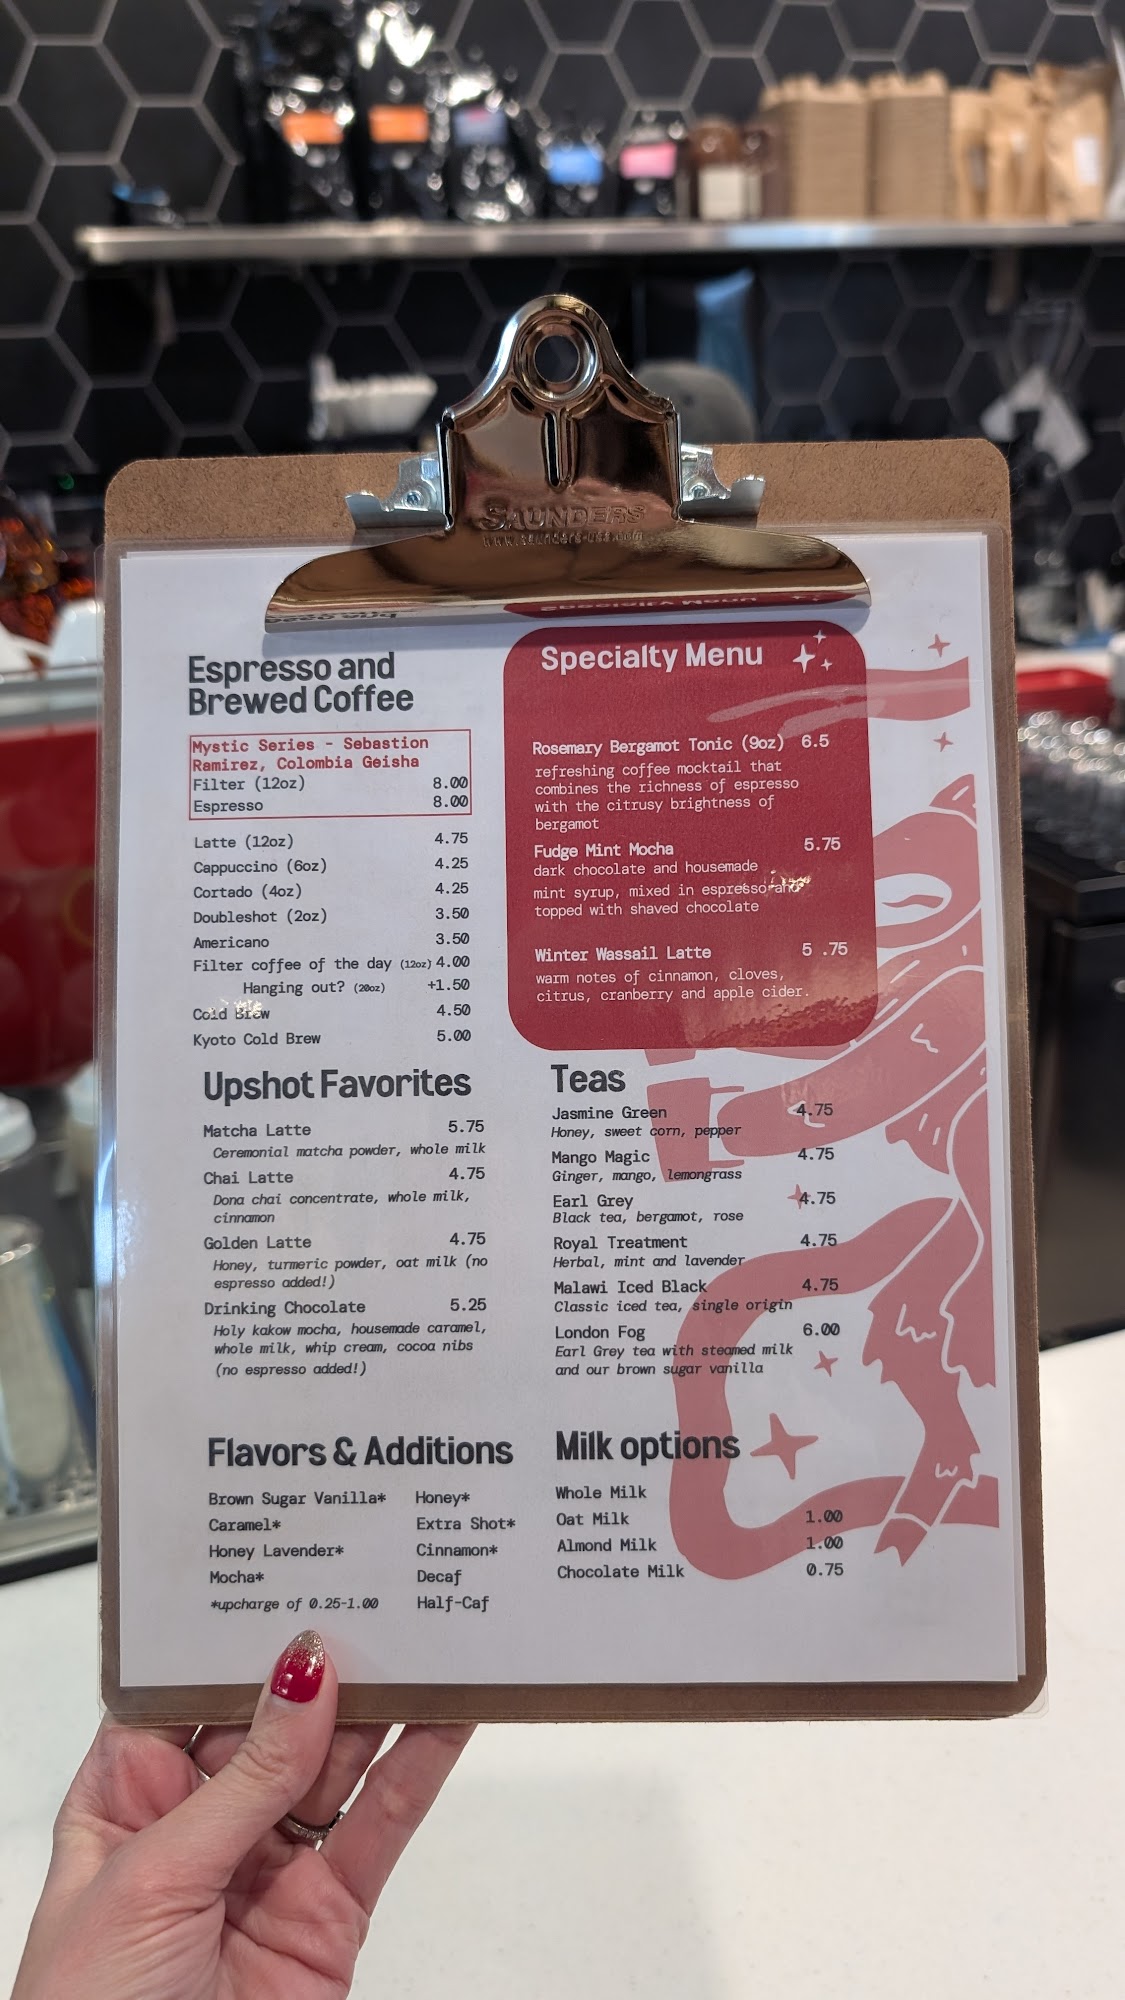 SAUNDERS
Espresso and
Brewed Coffee
Mystic Series - Sebastion
Ramirez, Colombia Geisha
Filter (12oz) 8.00
Espresso 8.00
Latte (12oz) 4.75
Cappuccino (6oz) 4.25
Cortado (4oz) 4.25
Doubleshot (2oz) 3.50
Americano 3.50
Filter coffee of the day (12oz) 4.00
Hanging out? (20oz) +1.50
Cold Brew 4.50
Kyoto Cold Brew 5.00
Specialty Menu
Rosemary Bergamot Tonic (9oz) 6.5
refreshing coffee mocktail that
combines the richness of espresso
with the citrusy brightness of
bergamot
Fudge Mint Mocha 5.75
dark chocolate and housemade
mint syrup, mixed in espresso and
topped with shaved chocolate
Winter Wassail Latte 5 .75
warm notes of cinnamon, cloves,
citrus, cranberry and apple cider.
Upshot Favorites
Matcha Latte 5.75
Ceremonial matcha powder, whole milk
Chai Latte 4.75
Dona chai concentrate, whole milk,
cinnamon
Golden Latte 4.75
Honey, turmeric powder, oat milk (no
espresso added!)
Drinking Chocolate 5.25
Holy kakow mocha, housemade caramel,
whole milk, whip cream, cocoa nibs
(no espresso added!)
Teas
Jasmine Green 4.75
Honey, sweet corn, pepper
Mango Magic 4.75
Ginger, mango, lemongrass
Earl Grey 4.75
Black tea, bergamot, rose
Royal Treatment 4.75
Herbal, mint and lavender
Malawi Iced Black 4.75
Classic iced tea, single origin
London Fog 6.00
Earl Grey tea with steamed milk
and our brown sugar vanilla
Flavors & Additions
Brown Sugar Vanilla* Honey*
Caramel* Extra Shot*
Honey Lavender* Cinnamon*
Mocha* Decaf
*upcharge of 0.25-1.00 Half-Caf
Milk options
Whole Milk
Oat Milk 1.00
Almond Milk 1.00
Chocolate Milk 0.75